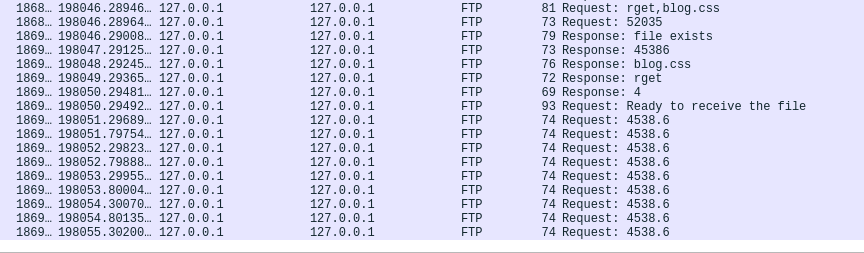 1868… 198046.28946… 127.0.0.1 127.0.0.1 FTP 81 Request: rget,blog.css
1868… 198046.28964… 127.0.0.1 127.0.0.1 FTP 73 Request: 52035
1869… 198046.29008… 127.0.0.1 127.0.0.1 FTP 79 Response: file exists
1869… 198047.29125… 127.0.0.1 127.0.0.1 FTP 73 Response: 45386
1869… 198048.29245… 127.0.0.1 127.0.0.1 FTP 76 Response: blog.css
1869… 198049.29365… 127.0.0.1 127.0.0.1 FTP 72 Response: rget
1869… 198050.29481… 127.0.0.1 127.0.0.1 FTP 69 Response: 4
1869… 198050.29492… 127.0.0.1 127.0.0.1 FTP 93 Request: Ready to receive the file
1869… 198051.29689… 127.0.0.1 127.0.0.1 FTP 74 Request: 4538.6
1869… 198051.79754… 127.0.0.1 127.0.0.1 FTP 74 Request: 4538.6
1869… 198052.29823… 127.0.0.1 127.0.0.1 FTP 74 Request: 4538.6
1869… 198052.79888… 127.0.0.1 127.0.0.1 FTP 74 Request: 4538.6
1869… 198053.29955… 127.0.0.1 127.0.0.1 FTP 74 Request: 4538.6
1869… 198053.80004… 127.0.0.1 127.0.0.1 FTP 74 Request: 4538.6
1869… 198054.30070… 127.0.0.1 127.0.0.1 FTP 74 Request: 4538.6
1869… 198054.80135… 127.0.0.1 127.0.0.1 FTP 74 Request: 4538.6
1869… 198055.30200… 127.0.0.1 127.0.0.1 FTP 74 Request: 4538.6